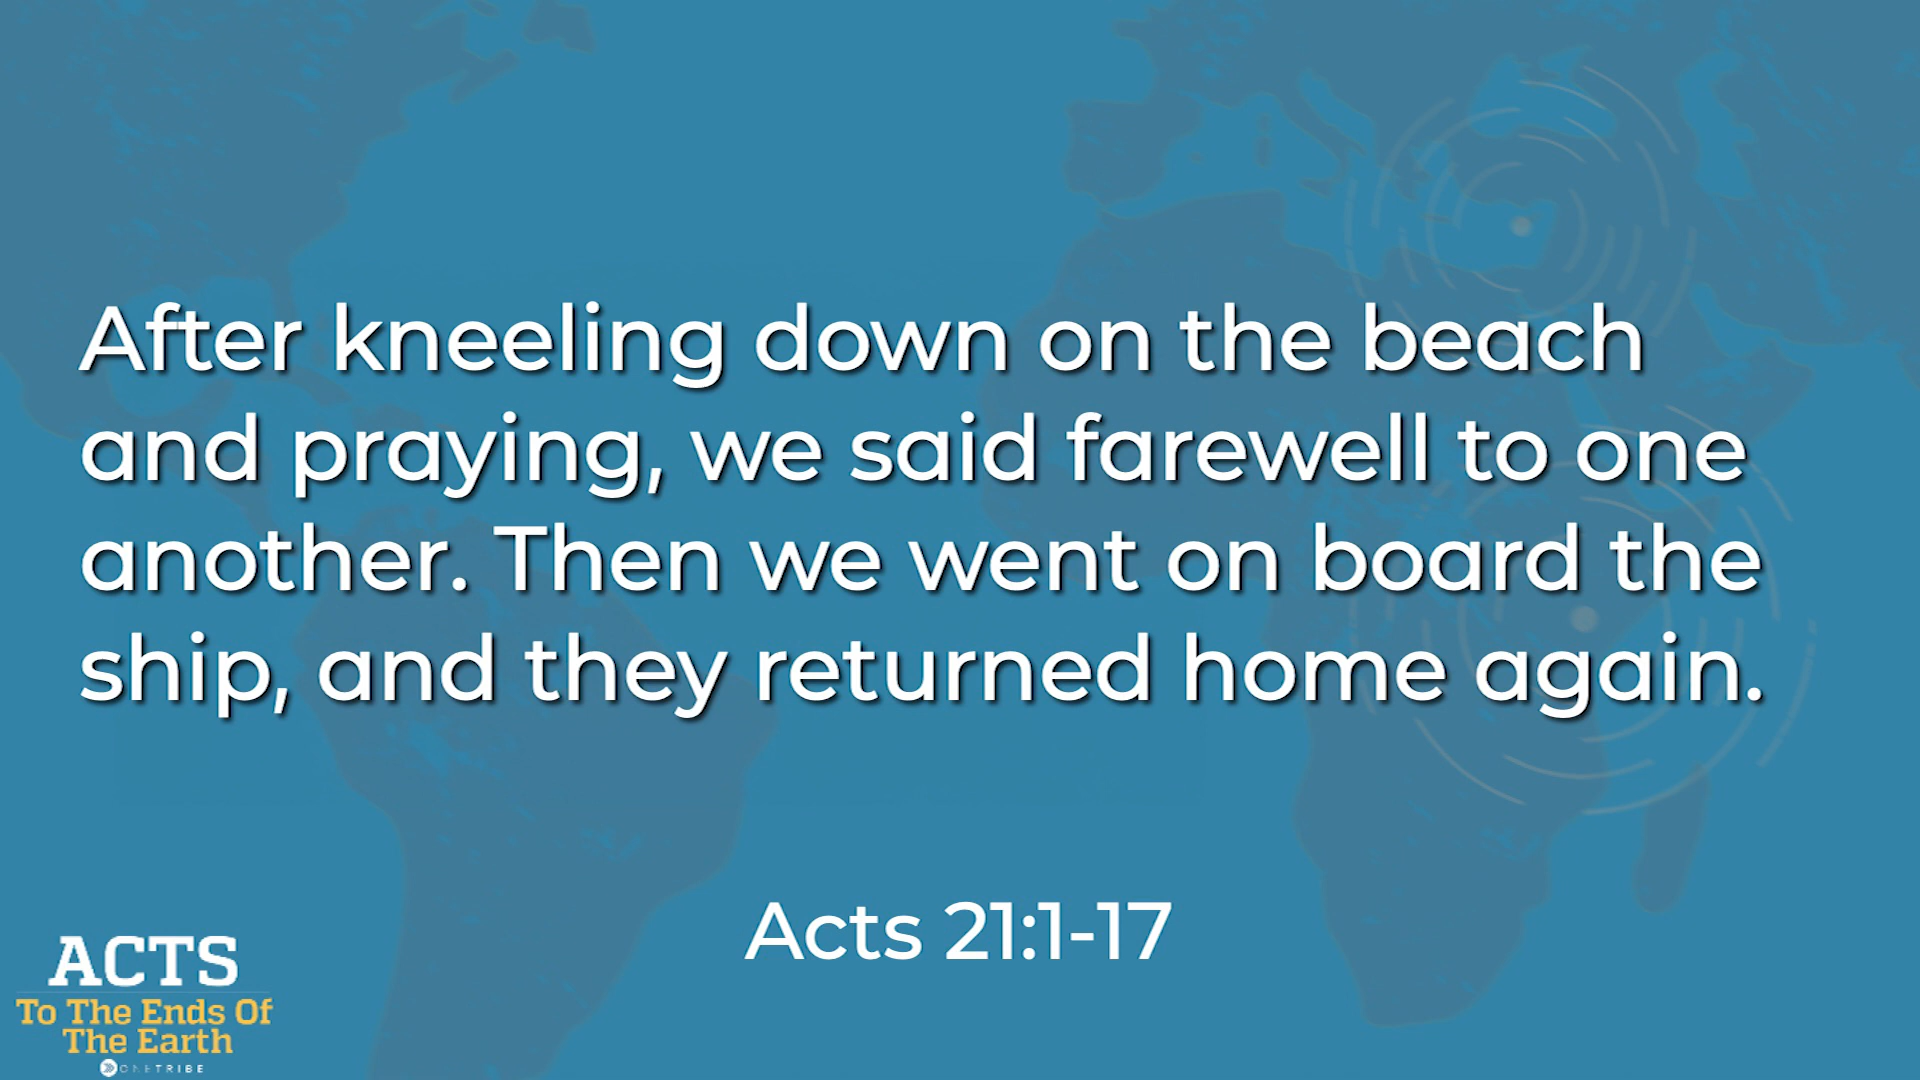 After kneeling down on the beach
and praying, we said farewell to one
another. Then we went on board the
ship, and they returned home again.
Acts 21:1-17
ACTS
To The Ends Of
The Earth
ONETRIBE